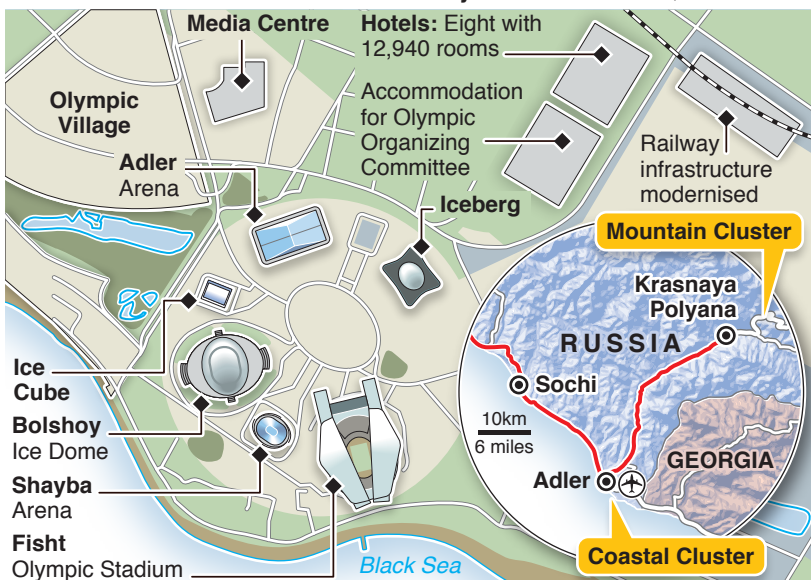 Media Centre
Hotels: Eight with
12,940 rooms
Olympic
Village
Accommodation
for Olympic
Organizing
Committee
Railway
infrastructure
modernised
Adler
Arena
Iceberg
Mountain Cluster
Krasnaya
Polyana
RUSSIA
Sochi
10km
6 miles
GEORGIA
Adler
Coastal Cluster
Ice
Cube
Bolshoy
Ice Dome
Shayba
Arena
Fisht
Olympic Stadium
Black Sea